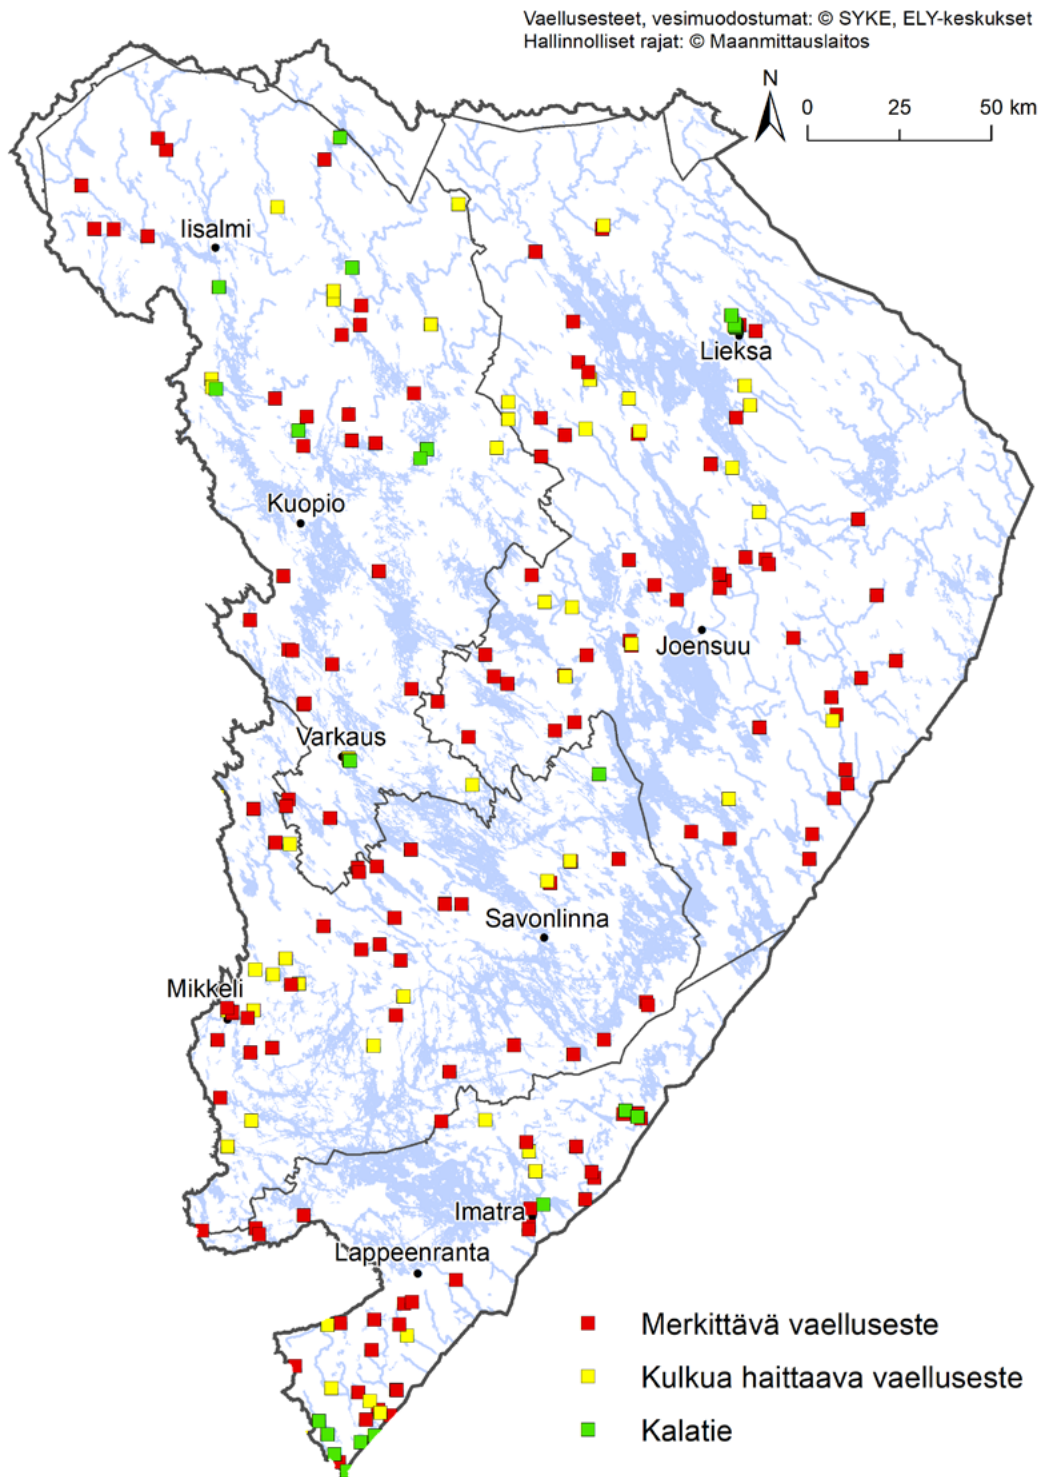 Vaellusesteet, vesimuodostumat: © SYKE, ELY-keskukset
Hallinnolliset rajat: © Maanmittauslaitos
N
0 25 50 km
Iisalmi
Lieksa
Kuopio
Joensuu
Varkaus
Savonlinna
Mikkeli
Imatra
Lappeenranta
Merkittävä vaelluseste
Kulkua haittaava vaelluseste
Kalatie